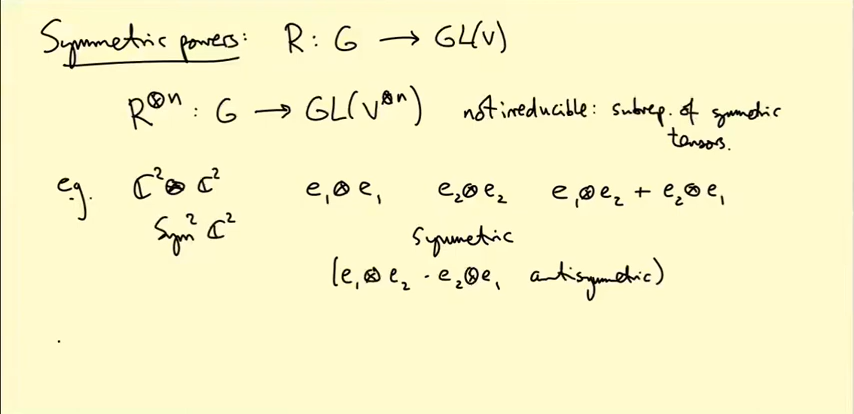 Symmetric powers: R : G → GL(V)
R^⊗n : G → GL(V^⊗n) not irreducible: subrep. of symmetric
tensors.
e.g. ℂ²⊗ℂ² e₁⊗e₁ e₂⊗e₂ e₁⊗e₂ + e₂⊗e₁
Sym²ℂ² symmetric
(e₁⊗e₂ - e₂⊗e₁ antisymmetric)